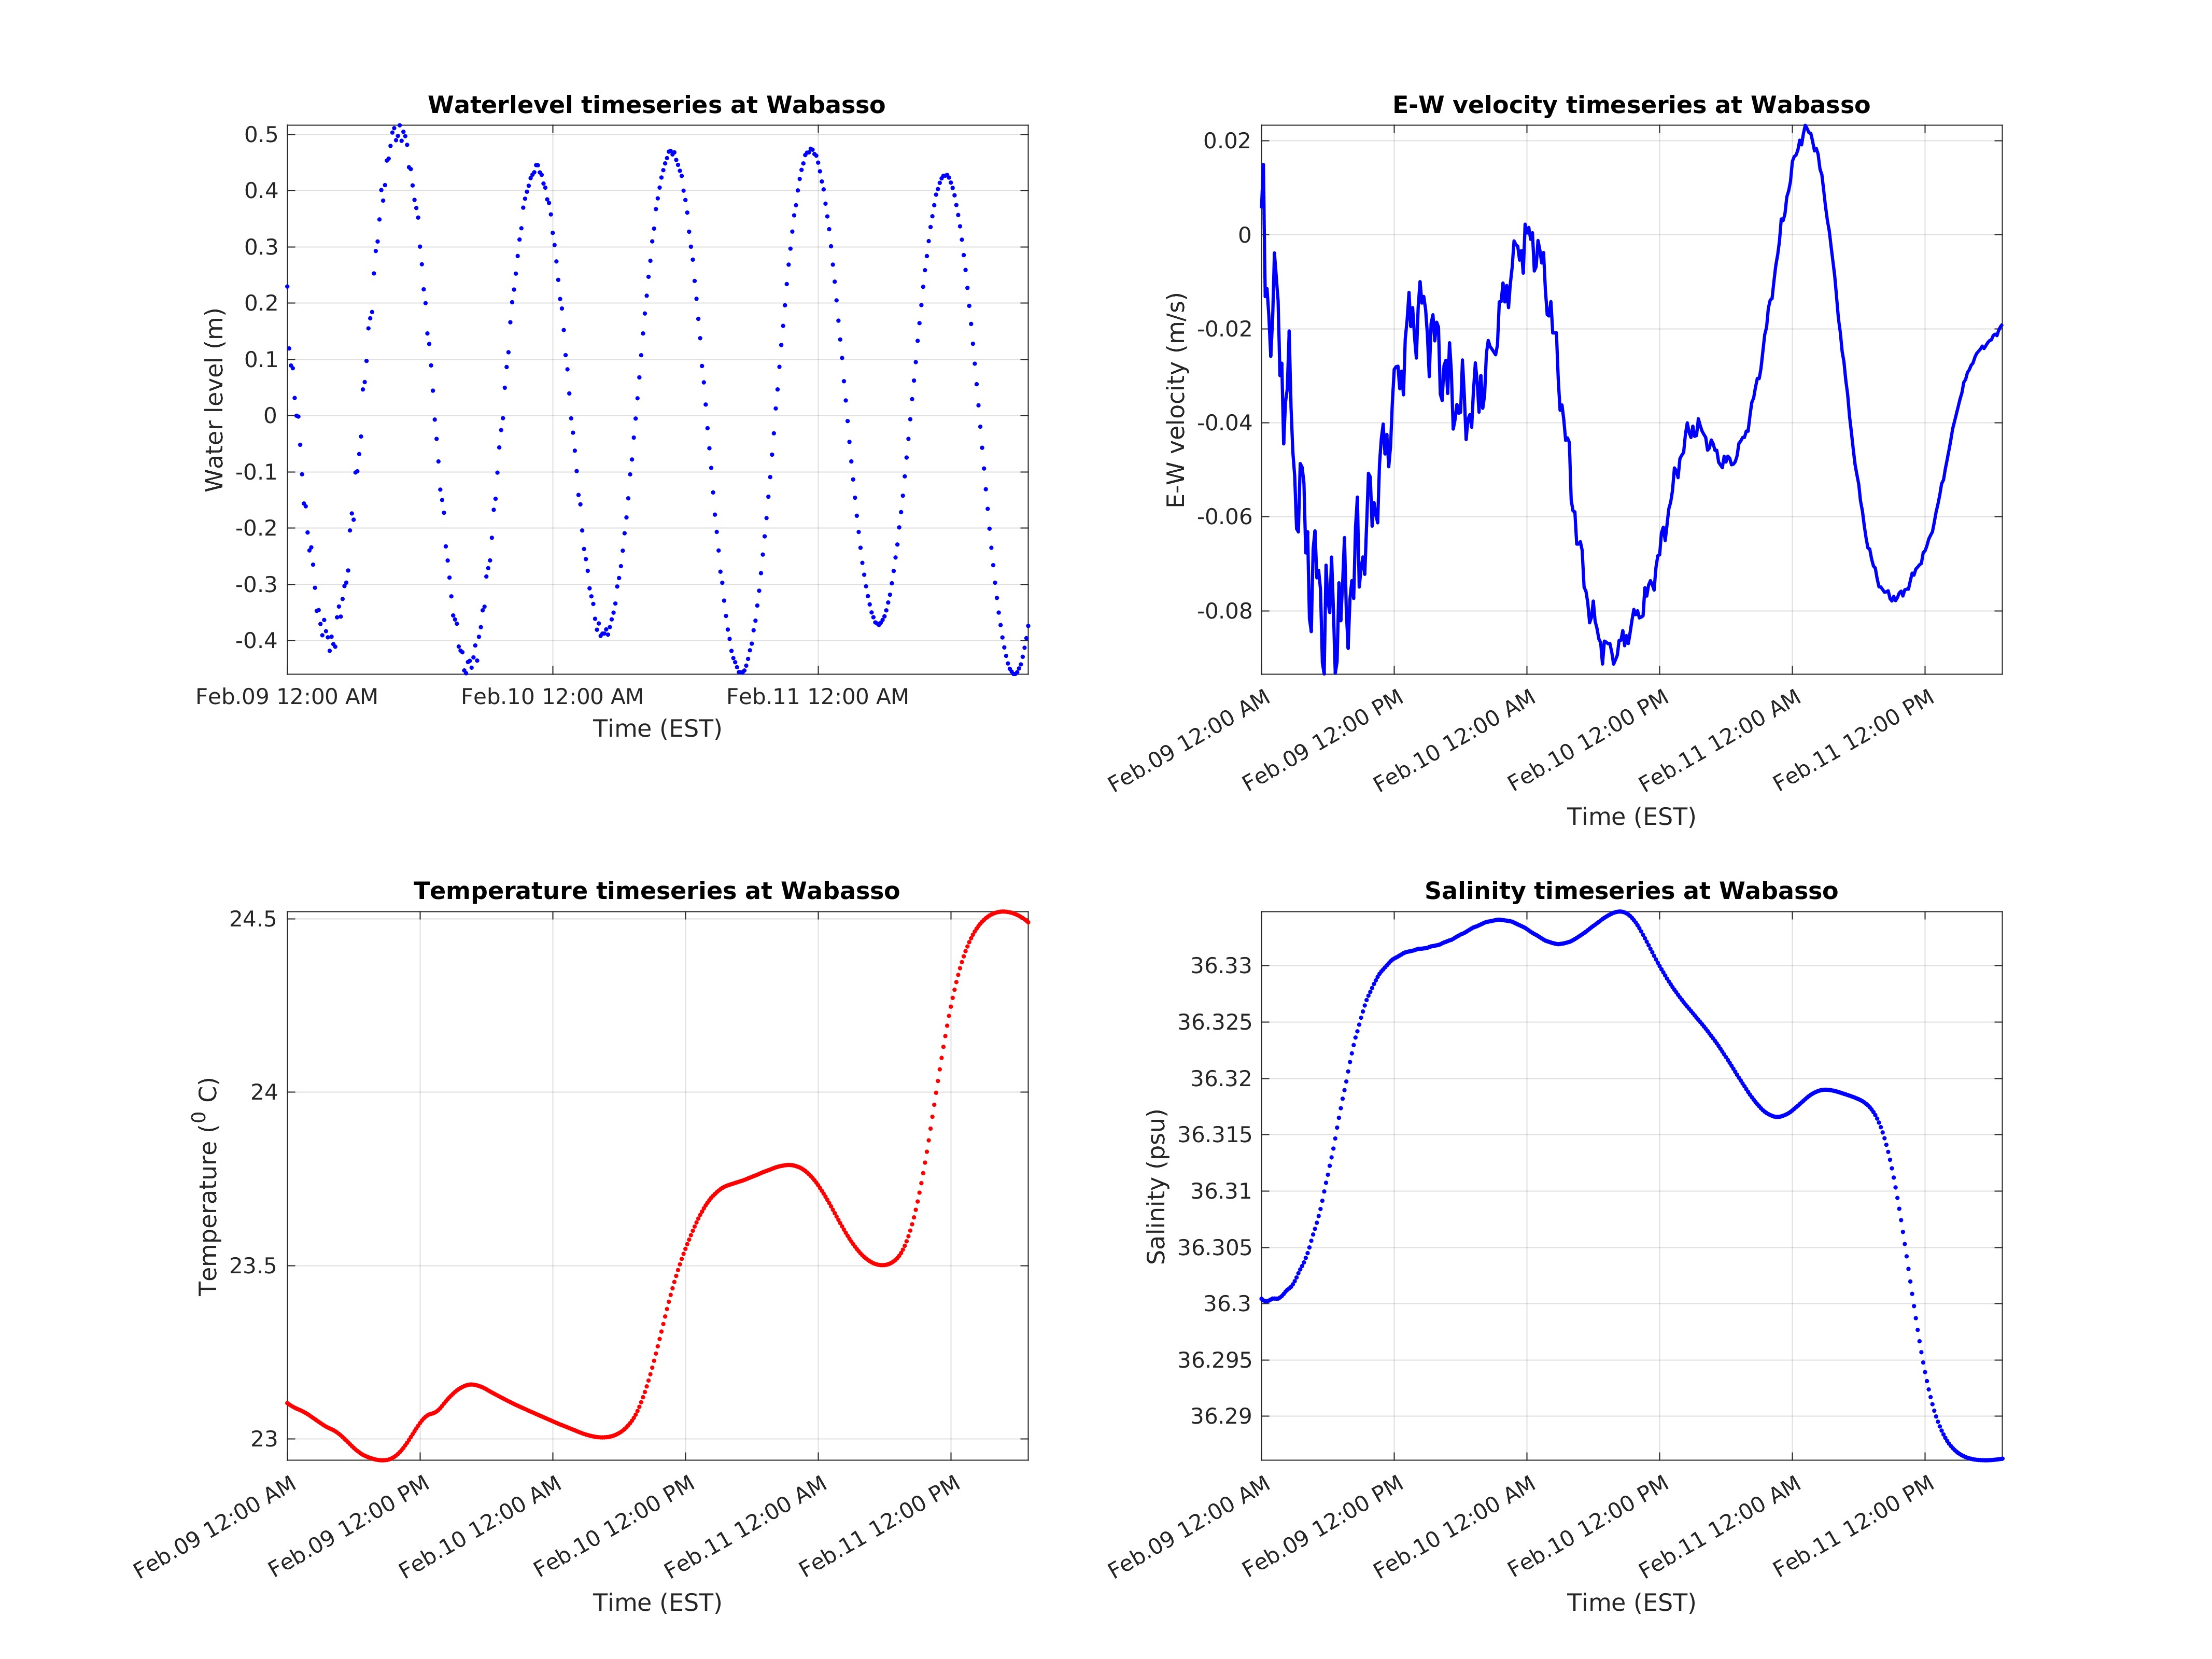 Waterlevel timeseries at Wabasso
0.5
0.4
0.3
0.2
0.1
0
-0.1
-0.2
-0.3
-0.4
Water level (m)
Feb.09 12:00 AM
Feb.10 12:00 AM
Feb.11 12:00 AM
Time (EST)
E-W velocity timeseries at Wabasso
0.02
0
-0.02
-0.04
-0.06
-0.08
E-W velocity (m/s)
Feb.09 12:00 AM
Feb.09 12:00 PM
Feb.10 12:00 AM
Feb.10 12:00 PM
Feb.11 12:00 AM
Feb.11 12:00 PM
Time (EST)
Temperature timeseries at Wabasso
24.5
24
23.5
23
Temperature (⁰ C)
Feb.09 12:00 AM
Feb.09 12:00 PM
Feb.10 12:00 AM
Feb.10 12:00 PM
Feb.11 12:00 AM
Feb.11 12:00 PM
Time (EST)
Salinity timeseries at Wabasso
36.33
36.325
36.32
36.315
36.31
36.305
36.3
36.295
36.29
Salinity (psu)
Feb.09 12:00 AM
Feb.09 12:00 PM
Feb.10 12:00 AM
Feb.10 12:00 PM
Feb.11 12:00 AM
Feb.11 12:00 PM
Time (EST)